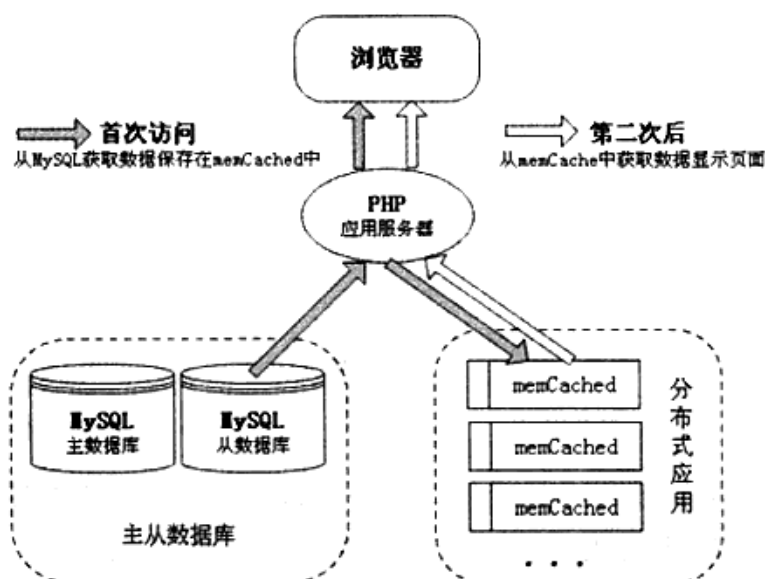 浏览器
首次访问
从MySQL获取数据保存在memCached中
第二次后
从memCache中获取数据显示页面
PHP
应用服务器
MySQL
主数据库
MySQL
从数据库
主从数据库
memCached
memCached
memCached
...
分布式应用